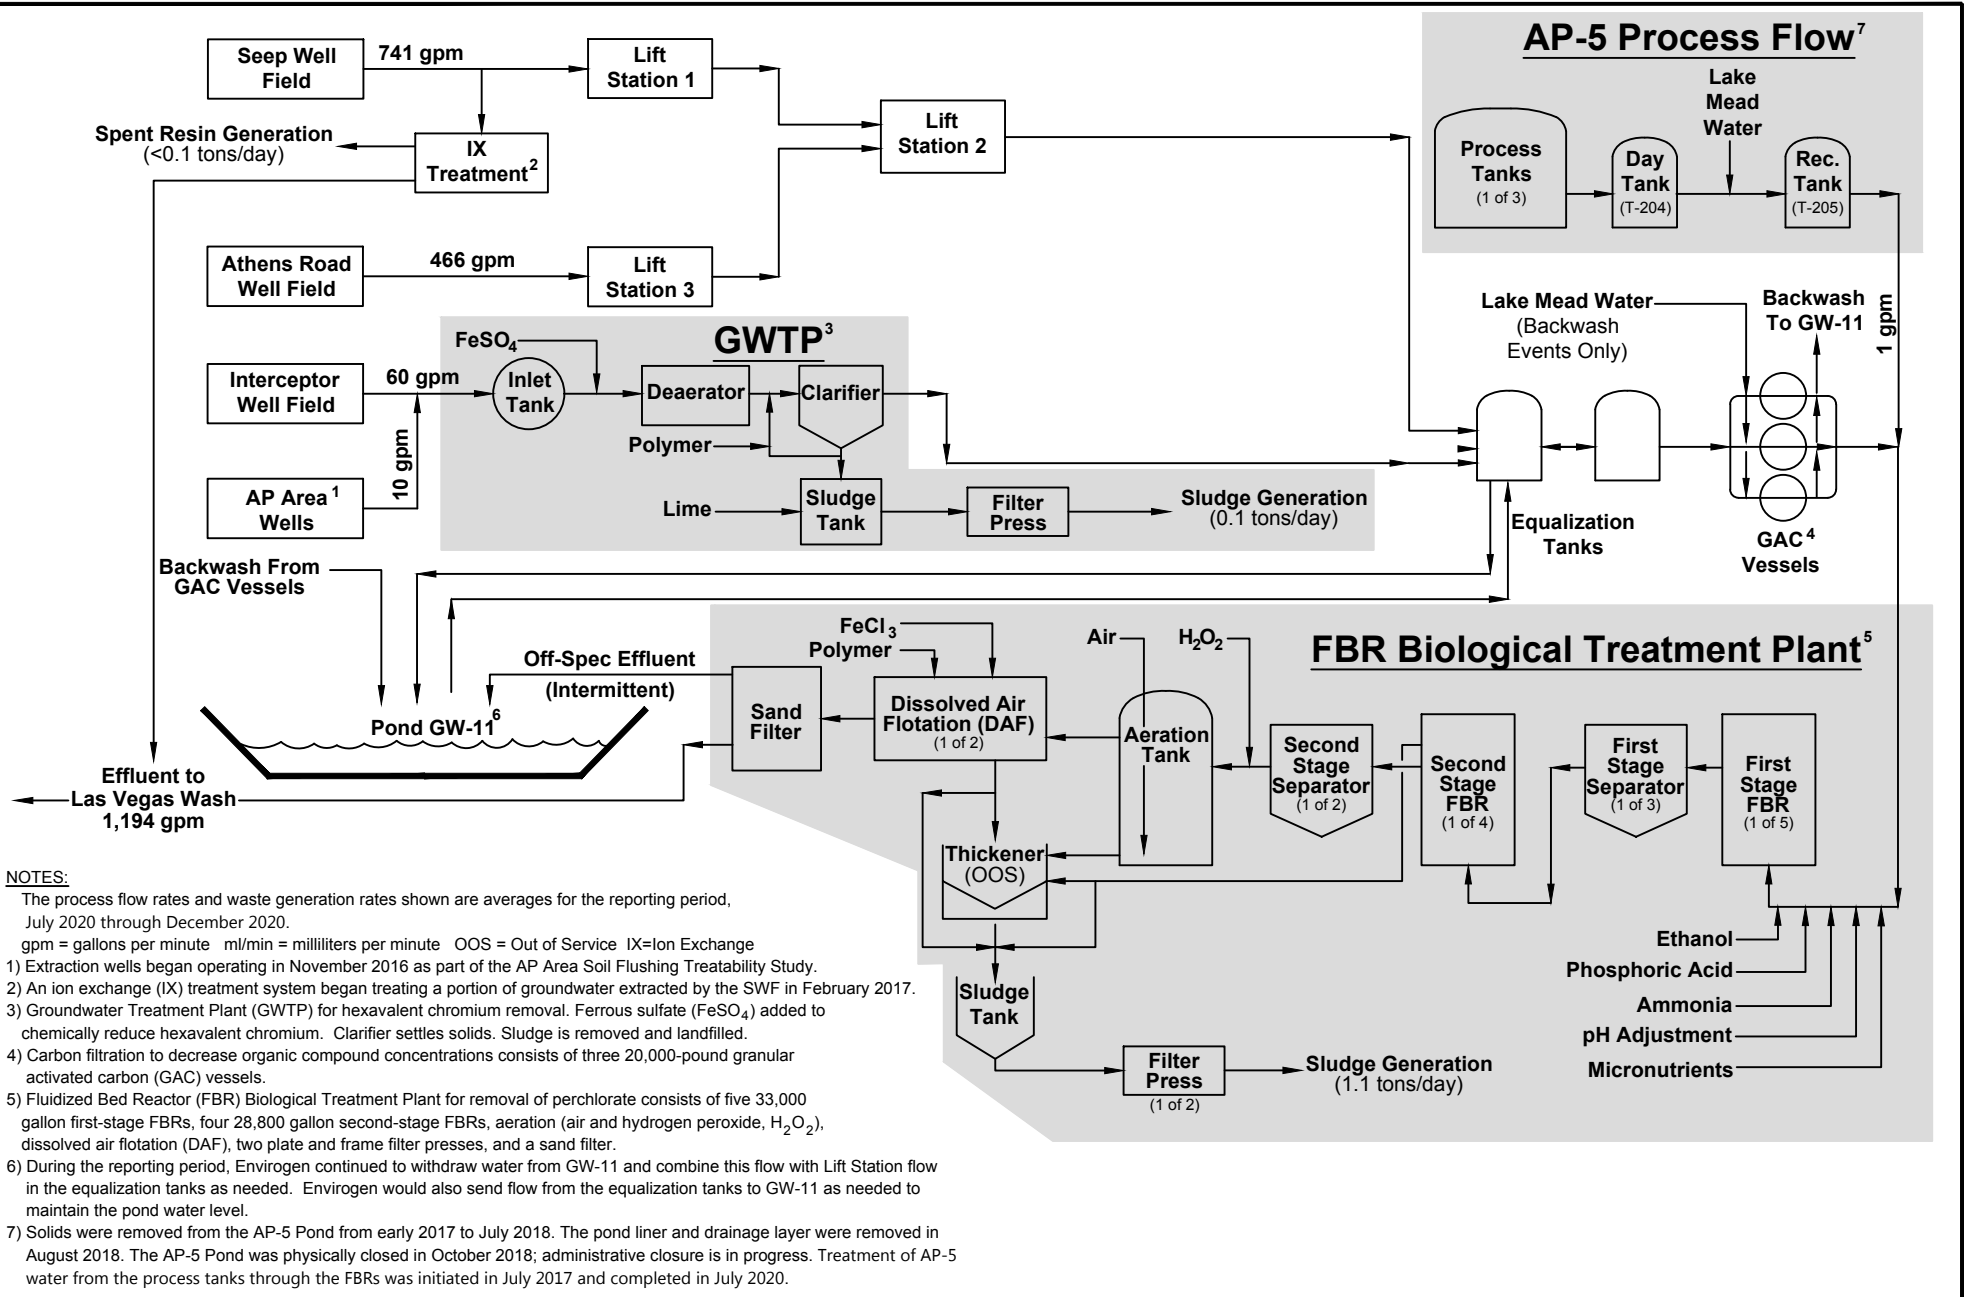 AP-5 Process Flow7
Seep Well
Field
741 gpm
Lift
Station 1
Spent Resin Generation
(<0.1 tons/day)
IX
Treatment2
Lift
Station 2
Lake
Mead
Water
Process
Tanks
(1 of 3)
Day
Tank
(T-204)
Rec.
Tank
(T-205)
Athens Road
Well Field
466 gpm
Lift
Station 3
Lake Mead Water
(Backwash
Events Only)
Backwash
To GW-11
1 gpm
GWTP3
FeSO4
Interceptor
Well Field
60 gpm
Inlet
Tank
Deaerator
Clarifier
Polymer
10 gpm
AP Area1
Wells
Lime
Sludge
Tank
Filter
Press
Sludge Generation
(0.1 tons/day)
Equalization
Tanks
GAC4
Vessels
Backwash From
GAC Vessels
FBR Biological Treatment Plant5
FeCl3
Polymer
Air
H2O2
Off-Spec Effluent
(Intermittent)
Pond GW-116
Sand
Filter
Dissolved Air
Flotation (DAF)
(1 of 2)
Aeration
Tank
Second
Stage
Separator
(1 of 2)
Second
Stage
FBR
(1 of 4)
First
Stage
Separator
(1 of 3)
First
Stage
FBR
(1 of 5)
Effluent to
Las Vegas Wash
1,194 gpm
Thickener
(OOS)
Ethanol
Phosphoric Acid
Ammonia
pH Adjustment
Micronutrients
Sludge
Tank
Filter
Press
(1 of 2)
Sludge Generation
(1.1 tons/day)
NOTES:
The process flow rates and waste generation rates shown are averages for the reporting period,
July 2020 through December 2020.
gpm = gallons per minute ml/min = milliliters per minute OOS = Out of Service IX=Ion Exchange
1) Extraction wells began operating in November 2016 as part of the AP Area Soil Flushing Treatability Study.
2) An ion exchange (IX) treatment system began treating a portion of groundwater extracted by the SWF in February 2017.
3) Groundwater Treatment Plant (GWTP) for hexavalent chromium removal. Ferrous sulfate (FeSO4) added to
chemically reduce hexavalent chromium. Clarifier settles solids. Sludge is removed and landfilled.
4) Carbon filtration to decrease organic compound concentrations consists of three 20,000-pound granular
activated carbon (GAC) vessels.
5) Fluidized Bed Reactor (FBR) Biological Treatment Plant for removal of perchlorate consists of five 33,000
gallon first-stage FBRs, four 28,800 gallon second-stage FBRs, aeration (air and hydrogen peroxide, H2O2),
dissolved air flotation (DAF), two plate and frame filter presses, and a sand filter.
6) During the reporting period, Envirogen continued to withdraw water from GW-11 and combine this flow with Lift Station flow
in the equalization tanks as needed. Envirogen would also send flow from the equalization tanks to GW-11 as needed to
maintain the pond water level.
7) Solids were removed from the AP-5 Pond from early 2017 to July 2018. The pond liner and drainage layer were removed in
August 2018. The AP-5 Pond was physically closed in October 2018; administrative closure is in progress. Treatment of AP-5
water from the process tanks through the FBRs was initiated in July 2017 and completed in July 2020.